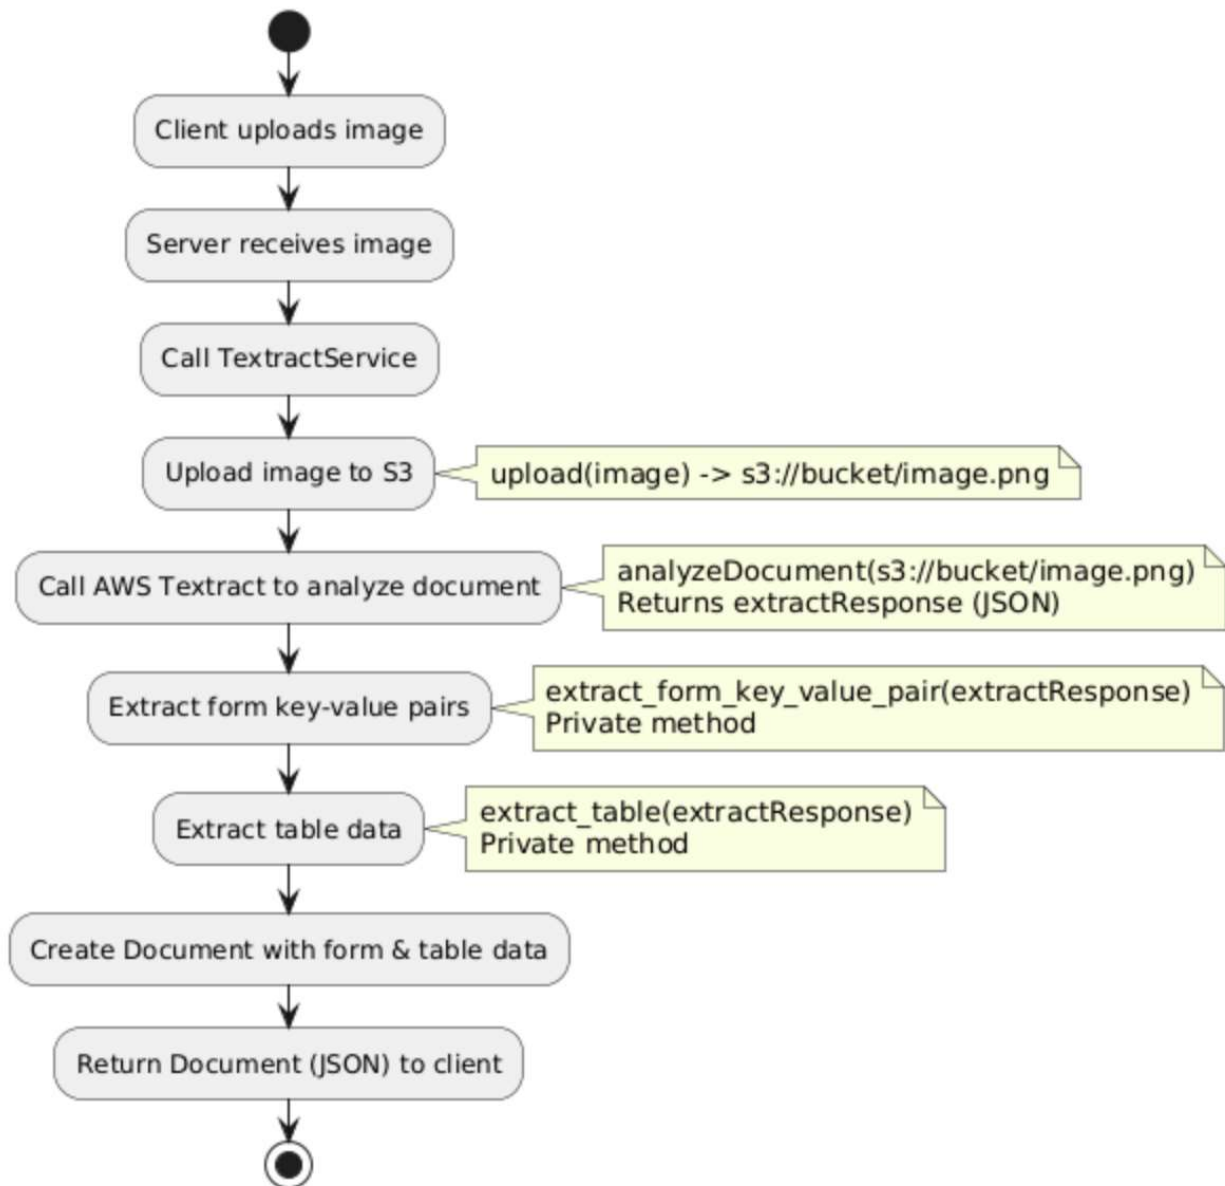 Client uploads image
Server receives image
Call TextractService
Upload image to S3
upload(image) -> s3://bucket/image.png
Call AWS Textract to analyze document
analyzeDocument(s3://bucket/image.png)
Returns extractResponse (JSON)
Extract form key-value pairs
extract_form_key_value_pair(extractResponse)
Private method
Extract table data
extract_table(extractResponse)
Private method
Create Document with form & table data
Return Document (JSON) to client